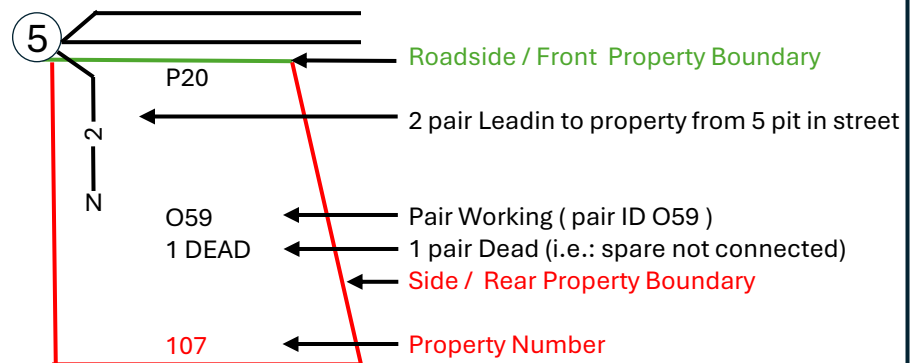 5
Roadside / Front Property Boundary
P20
2 pair Leadin to property from 5 pit in street
2
N
O59
Pair Working ( pair ID O59 )
1 DEAD
1 pair Dead (i.e.: spare not connected)
Side / Rear Property Boundary
107
Property Number